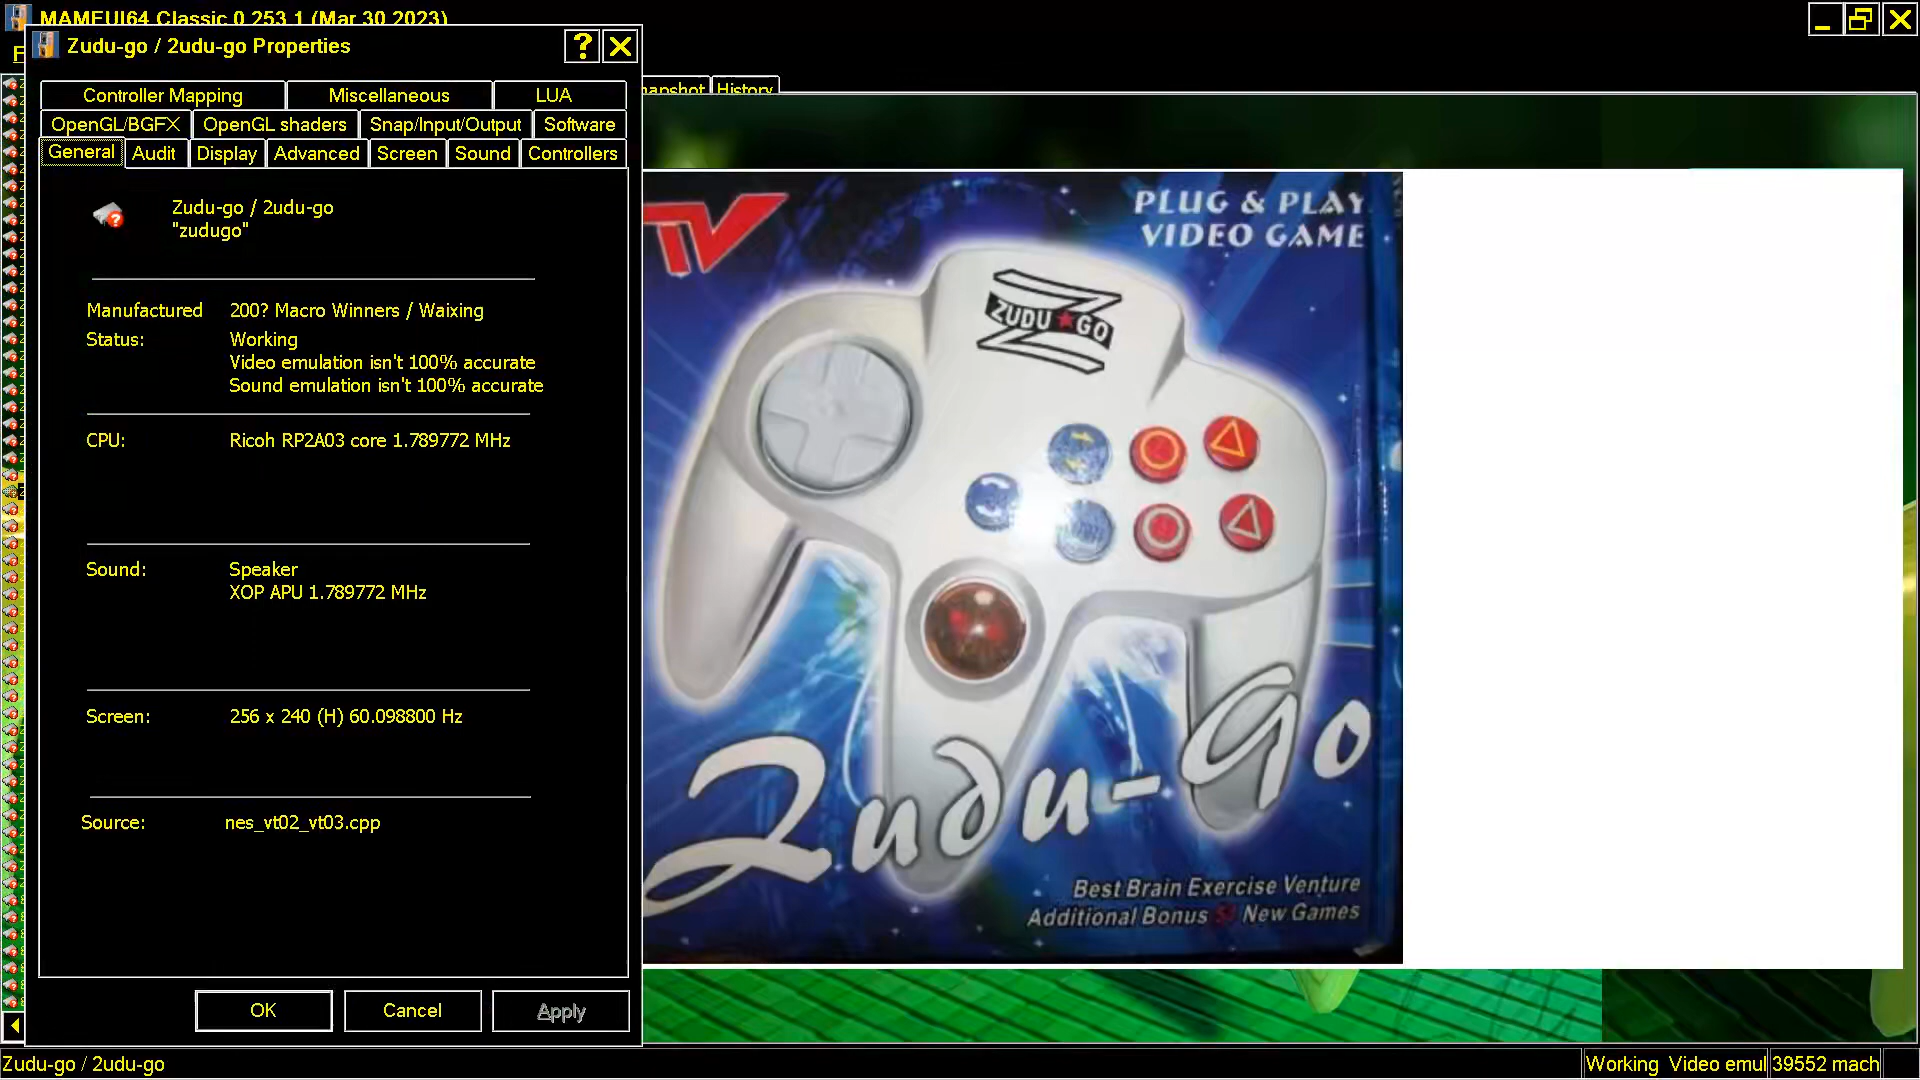 MAMEUI64 Classic 0.253.1 (Mar 30 2023)
Zudu-go / 2udu-go Properties
Controller Mapping
Miscellaneous
LUA
OpenGL/BGFX
OpenGL shaders
Snap/Input/Output
Software
General
Audit
Display
Advanced
Screen
Sound
Controllers
History
Zudu-go / 2udu-go
"zudugo"
Manufactured 200? Macro Winners / Waixing
Status: Working
Video emulation isn't 100% accurate
Sound emulation isn't 100% accurate
CPU: Ricoh RP2A03 core 1.789772 MHz
Sound: Speaker
XOP APU 1.789772 MHz
Screen: 256 x 240 (H) 60.098800 Hz
Source: nes_vt02_vt03.cpp
OK
Cancel
Apply
TV
PLUG & PLAY
VIDEO GAME
ZUDU★GO
2udu-Go
Best Brain Exercise Venture
Additional Bonus New Games
Zudu-go / 2udu-go
Working Video emul
39552 mach